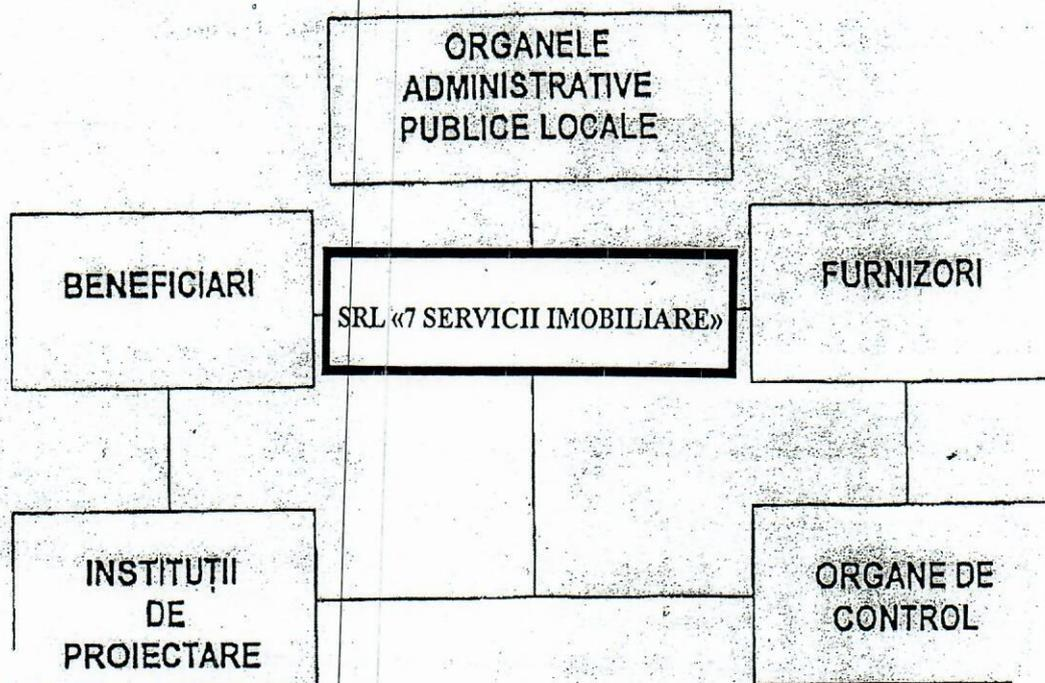 ORGANELE
ADMINISTRATIVE
PUBLICE LOCALE
BENEFICIARI
SRL «7 SERVICII IMOBILIARE»
FURNIZORI
INSTITUȚII
DE
PROIECTARE
ORGANE DE
CONTROL